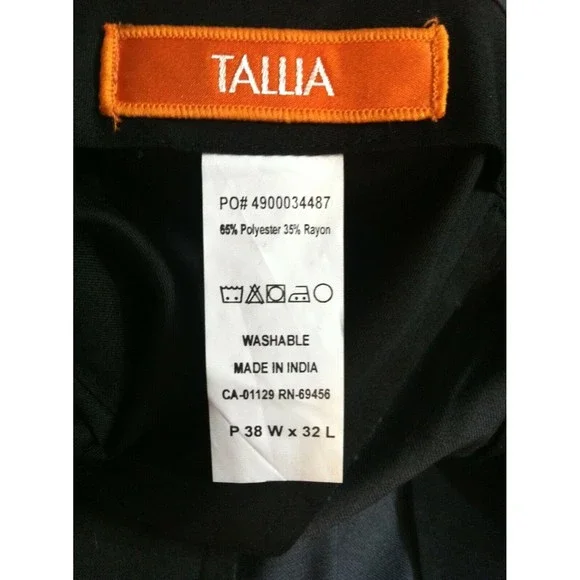 TALLIA
PO# 4900034487
65% Polyester 35% Rayon
WASHABLE
MADE IN INDIA
CA-01129 RN-69456
P 38 W x 32 L